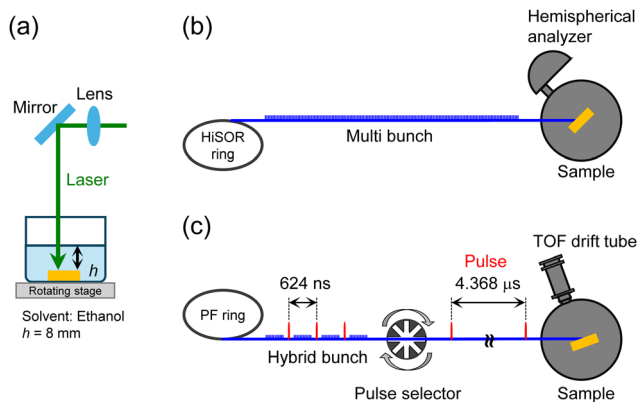 (a)
Mirror
Lens
Laser
h
Rotating stage
Solvent: Ethanol
h = 8 mm
(b)
Hemispherical
analyzer
HiSOR
ring
Multi bunch
Sample
(c)
TOF drift tube
Pulse
624 ns
4.368 μs
PF ring
Hybrid bunch
Pulse selector
Sample